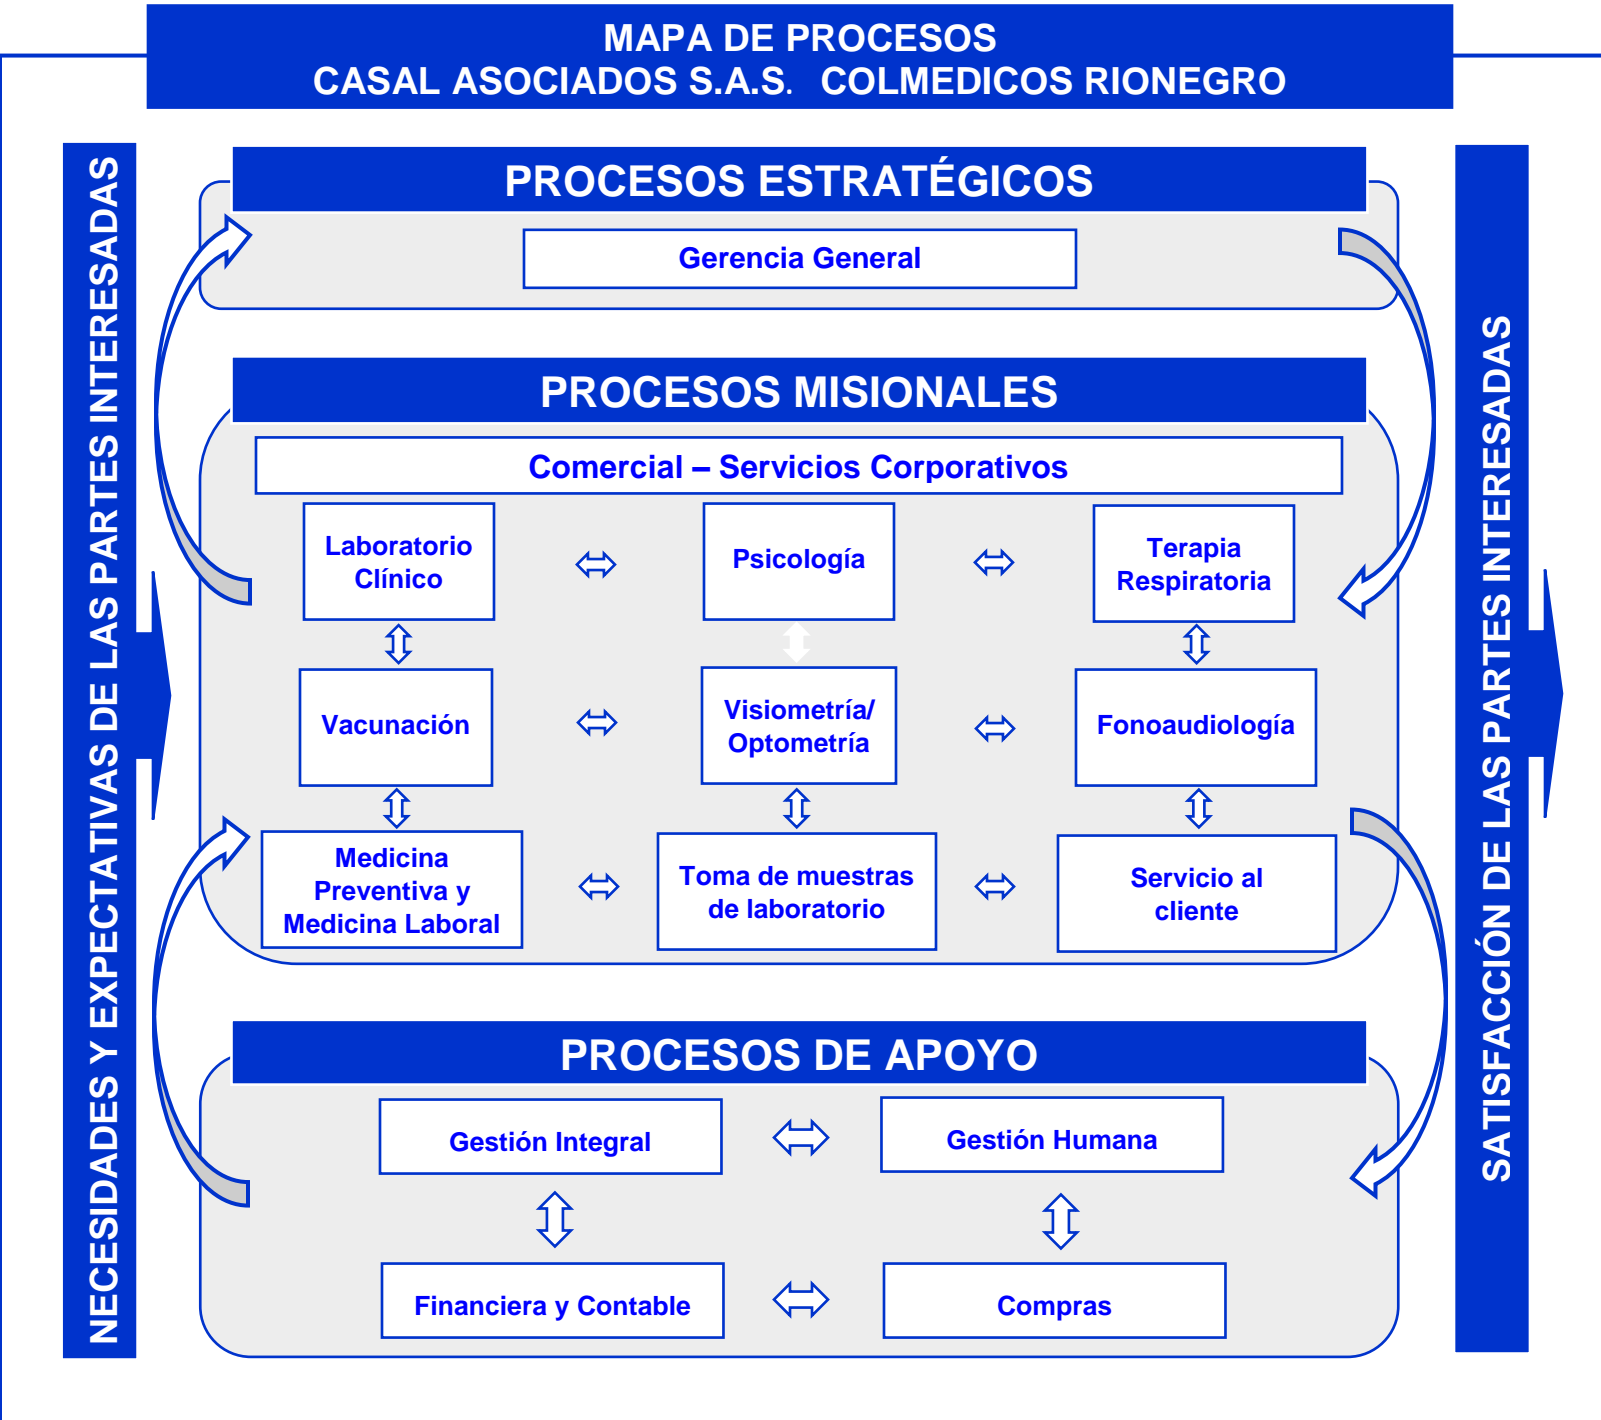 MAPA DE PROCESOS
CASAL ASOCIADOS S.A.S. COLMEDICOS RIONEGRO
NECESIDADES Y EXPECTATIVAS DE LAS PARTES INTERESADAS
PROCESOS ESTRATÉGICOS
Gerencia General
PROCESOS MISIONALES
Comercial – Servicios Corporativos
Laboratorio
Clínico
Psicología
Terapia
Respiratoria
Vacunación
Visiometría/
Optometría
Fonoaudiología
Medicina
Preventiva y
Medicina Laboral
Toma de muestras
de laboratorio
Servicio al
cliente
PROCESOS DE APOYO
Gestión Integral
Gestión Humana
Financiera y Contable
Compras
SATISFACCIÓN DE LAS PARTES INTERESADAS